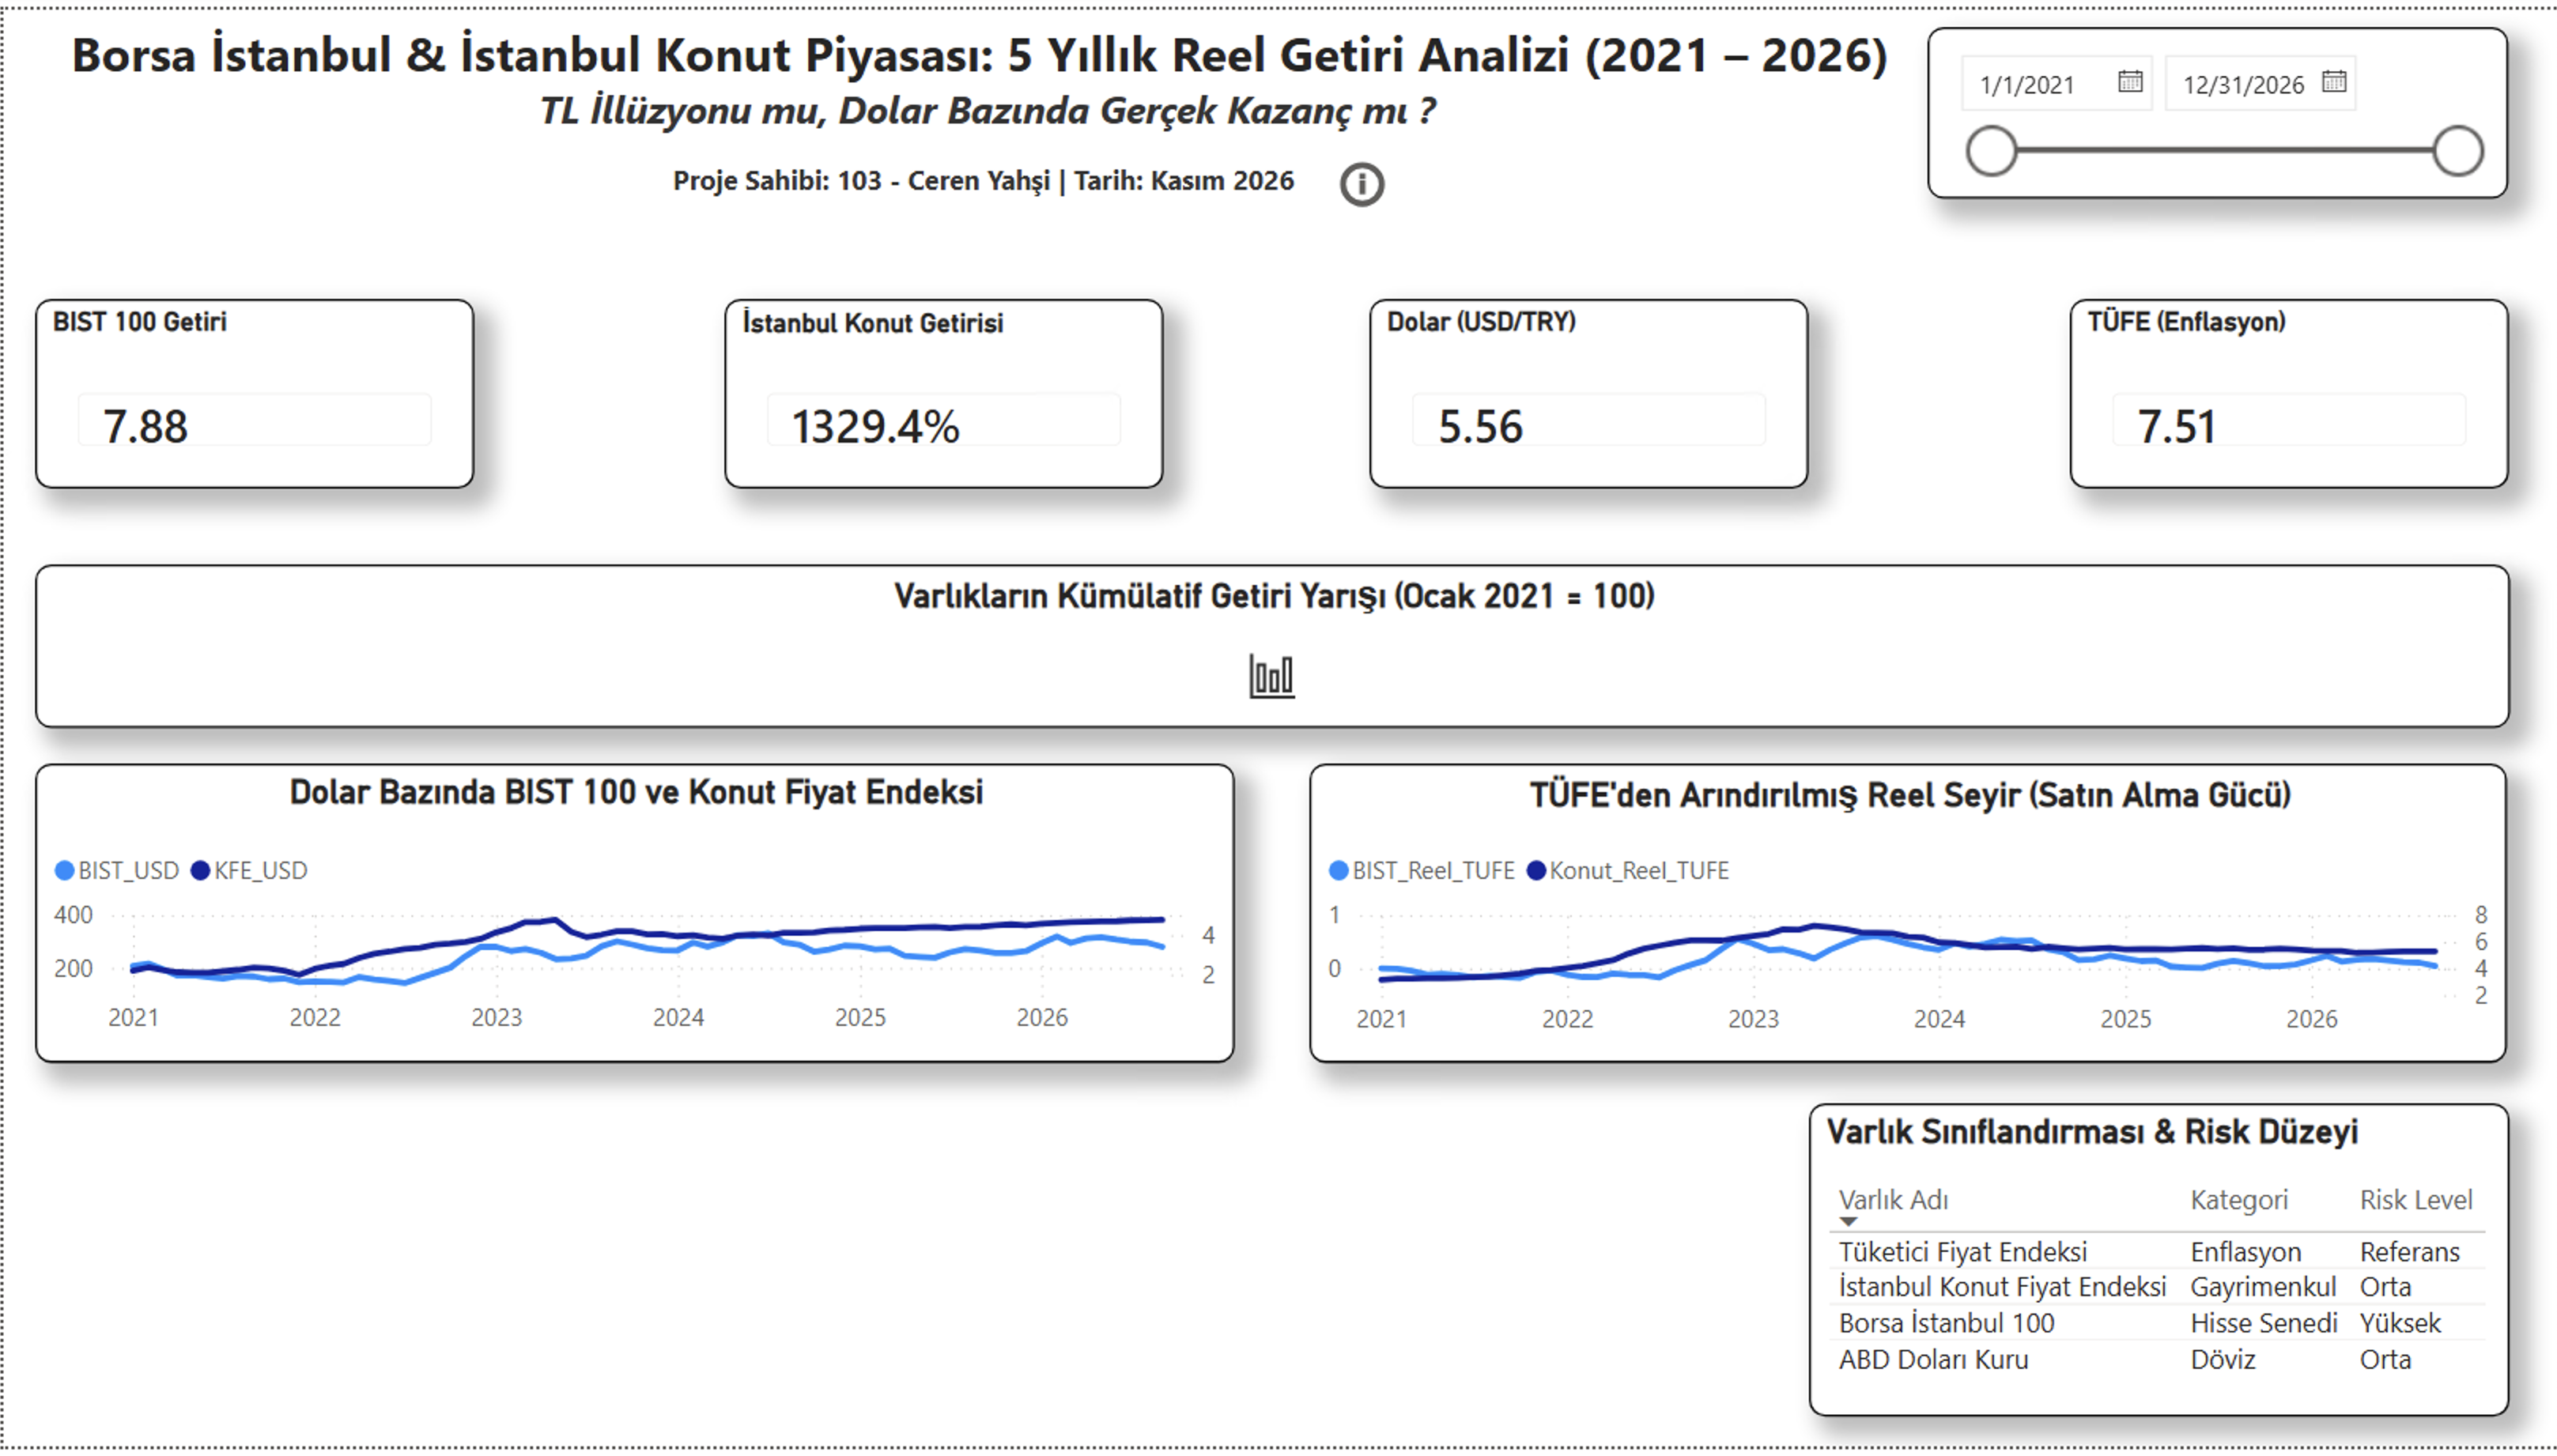 Borsa İstanbul & İstanbul Konut Piyasası: 5 Yıllık Reel Getiri Analizi (2021 – 2026)
TL İllüzyonu mu, Dolar Bazında Gerçek Kazanç mı ?
Proje Sahibi: 103 - Ceren Yahşi | Tarih: Kasım 2026
1/1/2021 12/31/2026
BIST 100 Getiri
7.88
İstanbul Konut Getirisi
1329.4%
Dolar (USD/TRY)
5.56
TÜFE (Enflasyon)
7.51
Varlıkların Kümülatif Getiri Yarışı (Ocak 2021 = 100)
Dolar Bazında BIST 100 ve Konut Fiyat Endeksi
BIST_USD KFE_USD
400
200
4
2
2021 2022 2023 2024 2025 2026
TÜFE'den Arındırılmış Reel Seyir (Satın Alma Gücü)
BIST_Reel_TUFE Konut_Reel_TUFE
1
0
8
6
4
2
2021 2022 2023 2024 2025 2026
Varlık Sınıflandırması & Risk Düzeyi
Varlık Adı Kategori Risk Level
Tüketici Fiyat Endeksi Enflasyon Referans
İstanbul Konut Fiyat Endeksi Gayrimenkul Orta
Borsa İstanbul 100 Hisse Senedi Yüksek
ABD Doları Kuru Döviz Orta